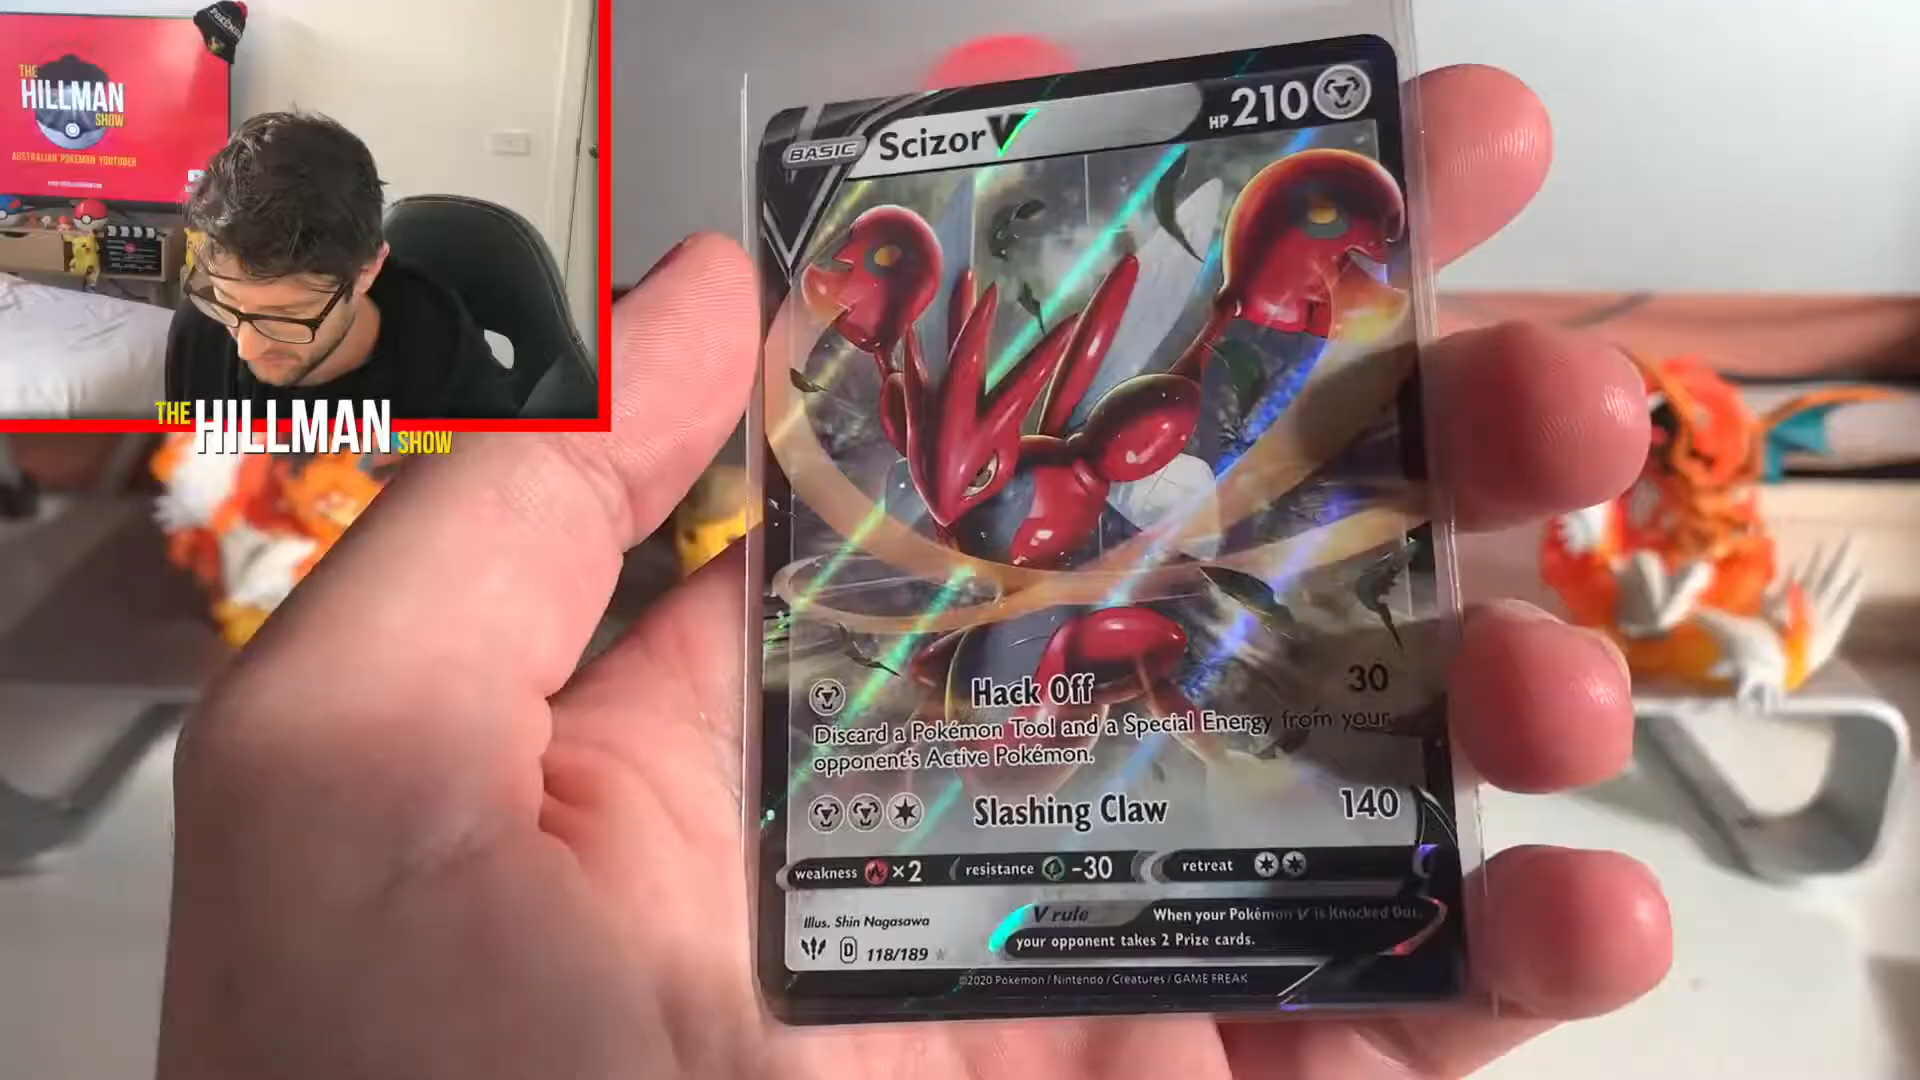 THE
HILLMAN
SHOW
AUSTRALIAN POKEMON YOUTUBER
POKÉMON
THE HILLMAN SHOW
BASIC Scizor V HP 210
Hack Off 30
Discard a Pokémon Tool and a Special Energy from your
opponent's Active Pokémon.
Slashing Claw 140
weakness ×2 resistance -30 retreat
Illus. Shin Nagasawa
D 118/189
V rule When your Pokémon V is Knocked Out,
your opponent takes 2 Prize cards.
©2020 Pokémon / Nintendo / Creatures / GAME FREAK